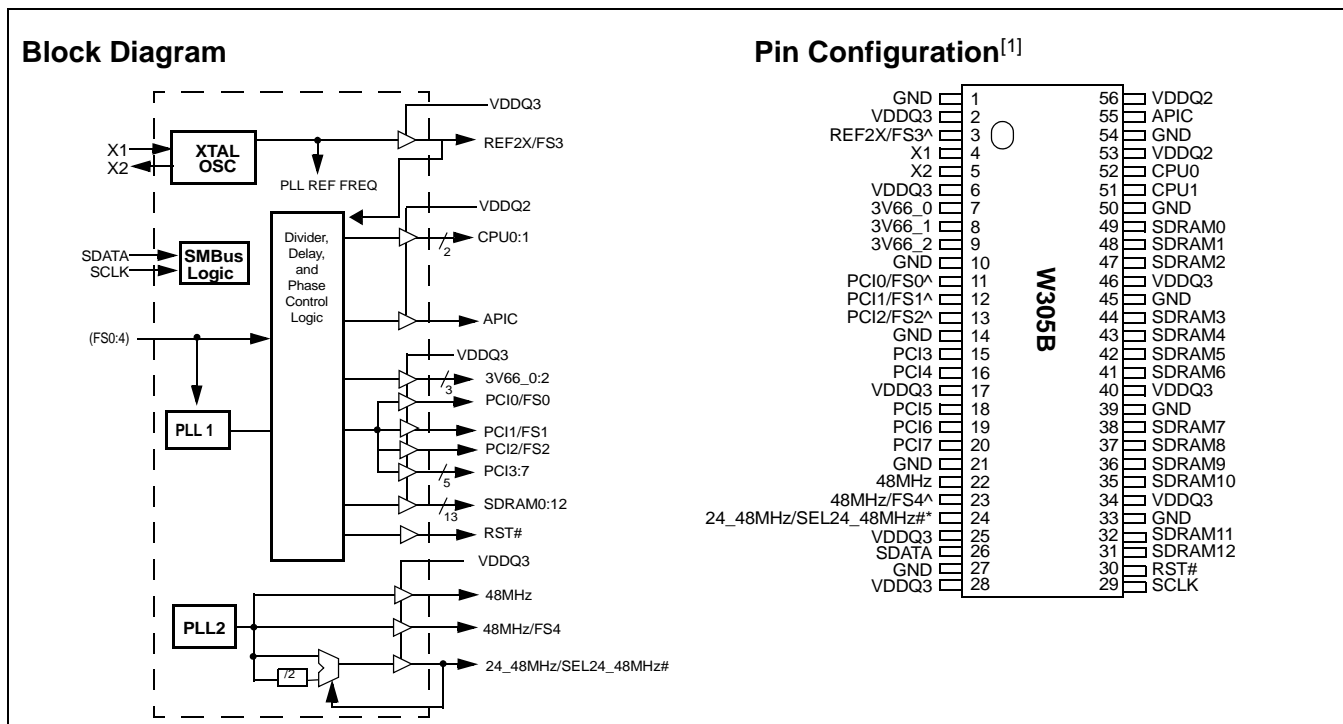 Block Diagram
VDDQ3
X1
X2
XTAL
OSC
REF2X/FS3
PLL REF FREQ
VDDQ2
Divider,
Delay,
and
Phase
Control
Logic
CPU0:1
2
SDATA
SCLK
SMBus
Logic
APIC
(FS0:4)
VDDQ3
3V66_0:2
3
PCI0/FS0
PLL 1
PCI1/FS1
PCI2/FS2
PCI3:7
5
SDRAM0:12
13
RST#
VDDQ3
48MHz
PLL2
48MHz/FS4
/2
24_48MHz/SEL24_48MHz#
Pin Configuration[1]
GND 1
VDDQ3 2
REF2X/FS3^ 3
X1 4
X2 5
VDDQ3 6
3V66_0 7
3V66_1 8
3V66_2 9
GND 10
PCI0/FS0^ 11
PCI1/FS1^ 12
PCI2/FS2^ 13
GND 14
PCI3 15
PCI4 16
VDDQ3 17
PCI5 18
PCI6 19
PCI7 20
GND 21
48MHz 22
48MHz/FS4^ 23
24_48MHz/SEL24_48MHz#* 24
VDDQ3 25
SDATA 26
GND 27
VDDQ3 28
W305B
56 VDDQ2
55 APIC
54 GND
53 VDDQ2
52 CPU0
51 CPU1
50 GND
49 SDRAM0
48 SDRAM1
47 SDRAM2
46 VDDQ3
45 GND
44 SDRAM3
43 SDRAM4
42 SDRAM5
41 SDRAM6
40 VDDQ3
39 GND
38 SDRAM7
37 SDRAM8
36 SDRAM9
35 SDRAM10
34 VDDQ3
33 GND
32 SDRAM11
31 SDRAM12
30 RST#
29 SCLK